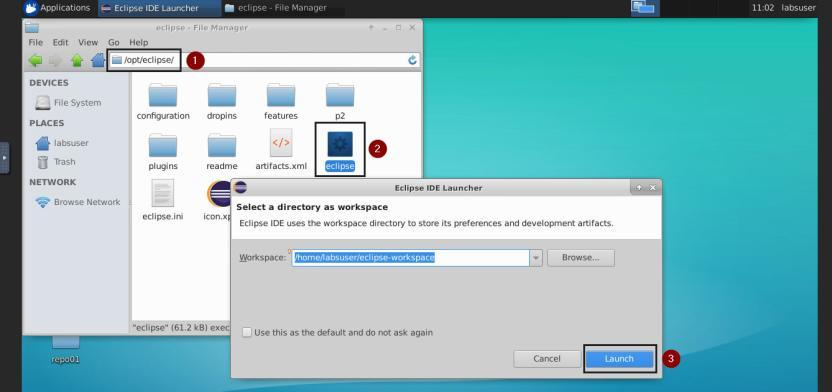 Applications Eclipse IDE Launcher eclipse - File Manager 11:02 labsuser
eclipse - File Manager
File Edit View Go Help
/opt/eclipse/ 1
DEVICES
File System
PLACES
labsuser
Trash
NETWORK
Browse Network
configuration dropins features p2
2
plugins readme artifacts.xml eclipse
eclipse.ini icon.xp
"eclipse" (61.2 kB) exec
repo01
Eclipse IDE Launcher
Select a directory as workspace
Eclipse IDE uses the workspace directory to store its preferences and development artifacts.
Workspace: /home/labsuser/eclipse-workspace Browse...
Use this as the default and do not ask again
Cancel Launch 3